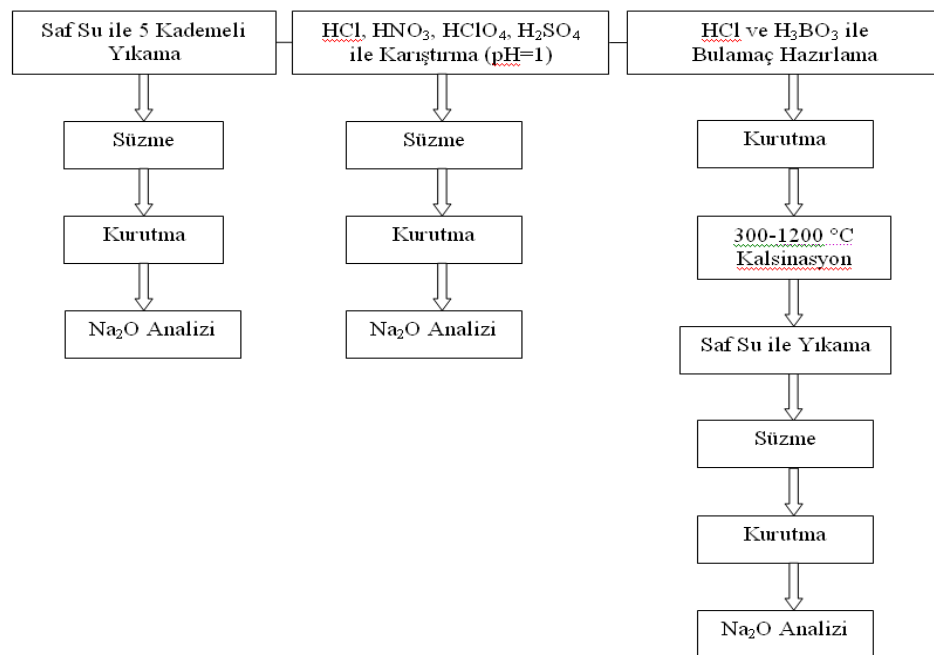 Saf Su ile 5 Kademeli
Yıkama
Süzme
Kurutma
Na₂O Analizi
HCl, HNO₃, HClO₄, H₂SO₄
ile Karıştırma (pH=1)
Süzme
Kurutma
Na₂O Analizi
HCl ve H₃BO₃ ile
Bulamaç Hazırlama
Kurutma
300-1200 °C
Kalsinasyon
Saf Su ile Yıkama
Süzme
Kurutma
Na₂O Analizi